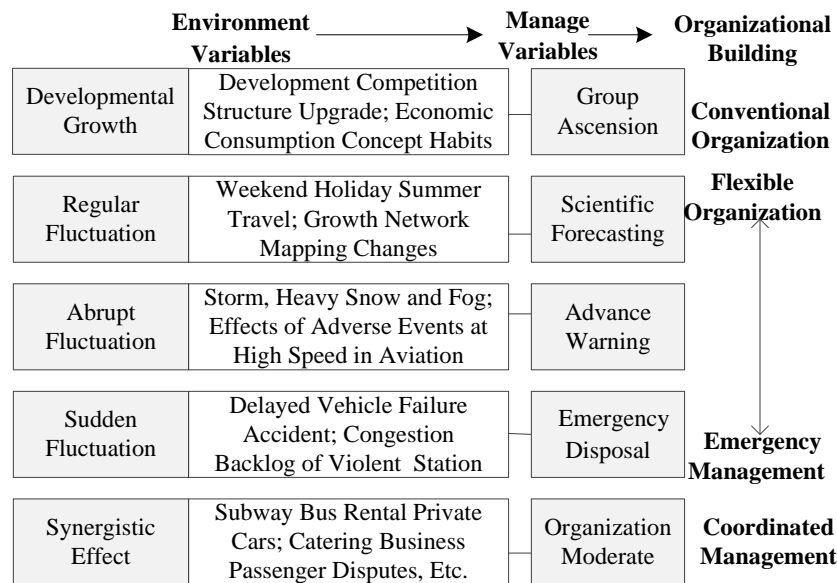 Environment
Variables
Manage
Variables
Organizational
Building
Developmental
Growth
Development Competition
Structure Upgrade; Economic
Consumption Concept Habits
Group
Ascension
Conventional
Organization
Regular
Fluctuation
Weekend Holiday Summer
Travel; Growth Network
Mapping Changes
Scientific
Forecasting
Flexible
Organization
Abrupt
Fluctuation
Storm, Heavy Snow and Fog;
Effects of Adverse Events at
High Speed in Aviation
Advance
Warning
Sudden
Fluctuation
Delayed Vehicle Failure
Accident; Congestion
Backlog of Violent Station
Emergency
Disposal
Emergency
Management
Synergistic
Effect
Subway Bus Rental Private
Cars; Catering Business
Passenger Disputes, Etc.
Organization
Moderate
Coordinated
Management